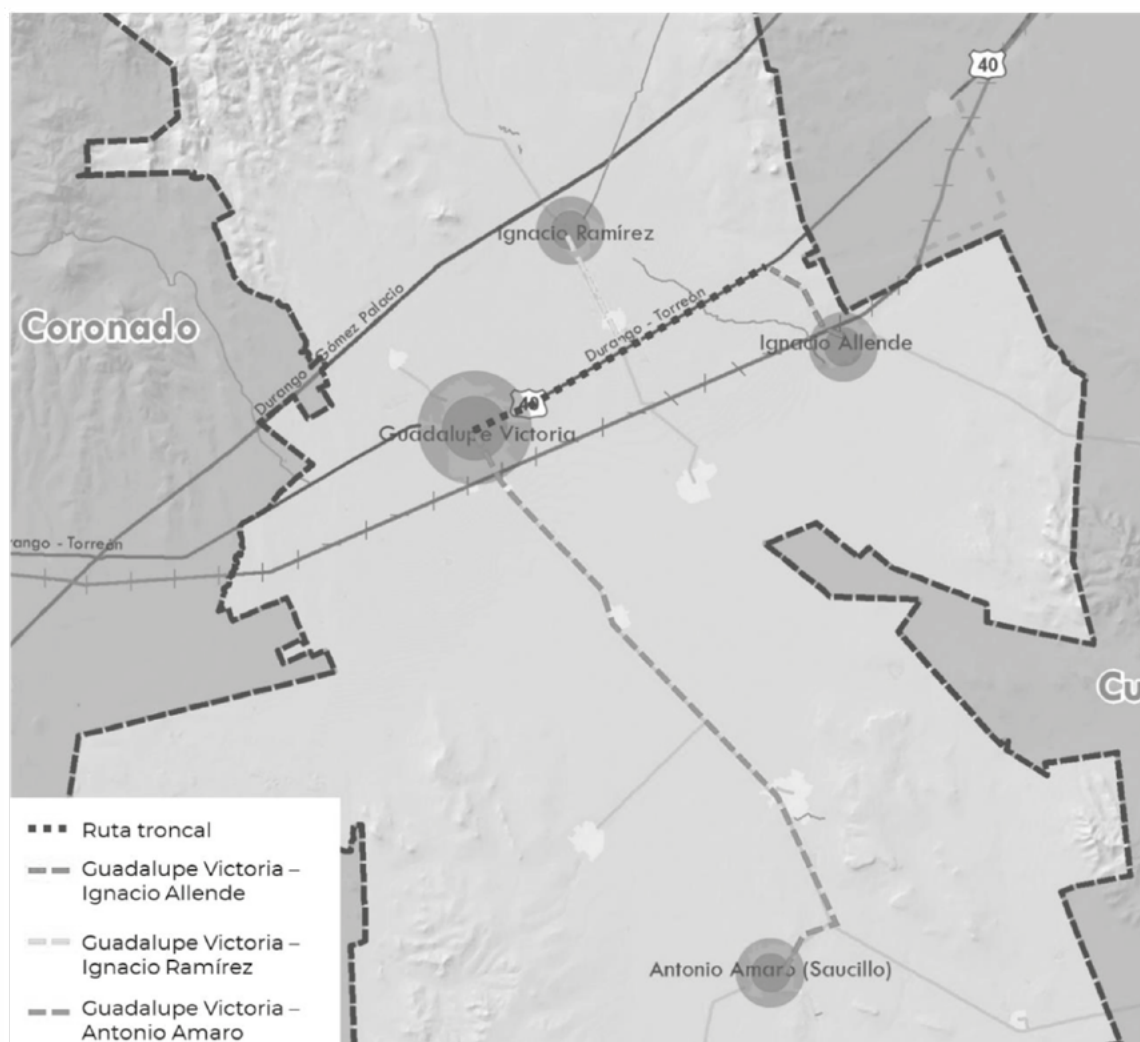 40
Ignacio Ramírez
Coronado
Durango - Gómez Palacio
Durango - Torreón
Ignacio Allende
40
Guadalupe Victoria
rango - Torreón
Cu
Ruta troncal
Guadalupe Victoria –
Ignacio Allende
Guadalupe Victoria –
Ignacio Ramírez
Guadalupe Victoria –
Antonio Amaro
Antonio Amaro (Saucillo)